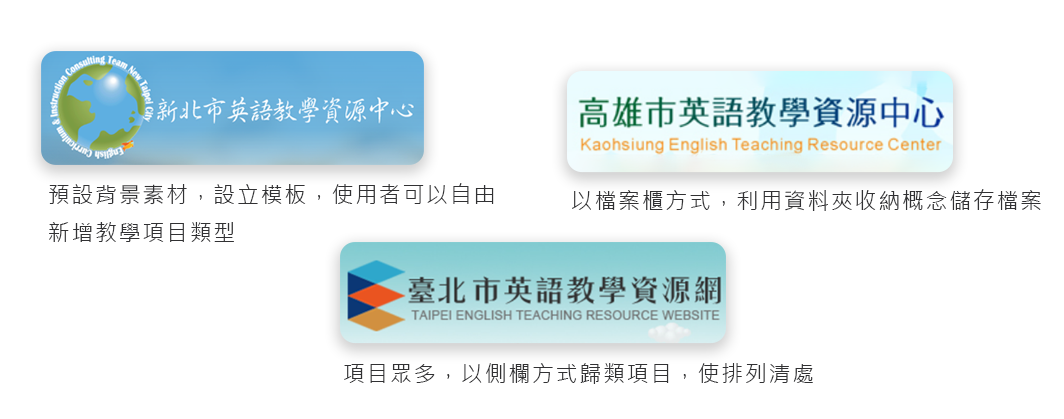 English Curriculum & Instruction Consulting Team New Taipei City
新北市英語教學資源中心
預設背景素材，設立模板，使用者可以自由
新增教學項目類型
高雄市英語教學資源中心
Kaohsiung English Teaching Resource Center
以檔案櫃方式，利用資料夾收納概念儲存檔案
臺北市英語教學資源網
TAIPEI ENGLISH TEACHING RESOURCE WEBSITE
項目眾多，以側欄方式歸類項目，使排列清處